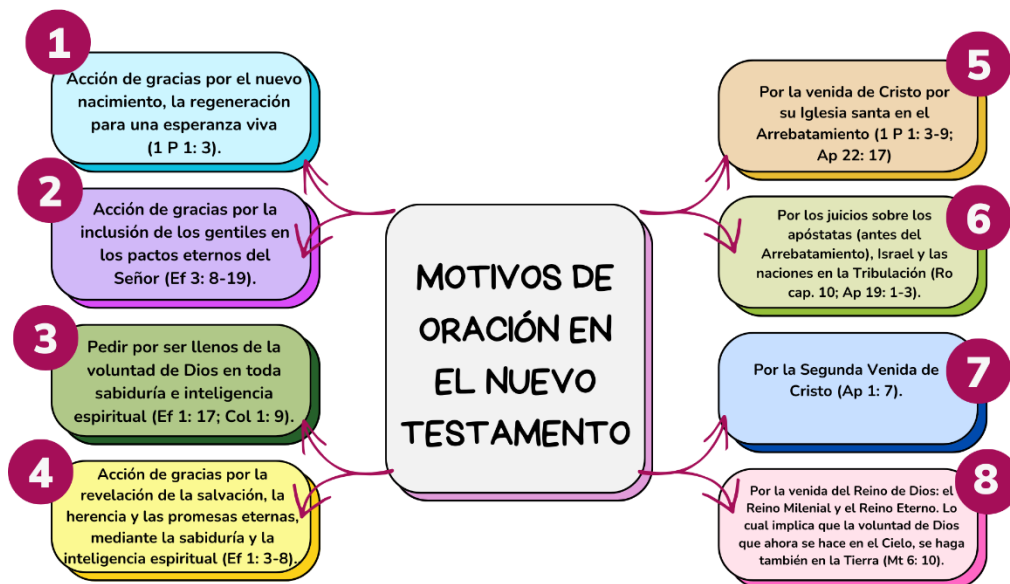 1
Acción de gracias por el nuevo
nacimiento, la regeneración
para una esperanza viva
(1 P 1: 3).
2
Acción de gracias por la
inclusión de los gentiles en
los pactos eternos del
Señor (Ef 3: 8-19).
3
Pedir por ser llenos de la
voluntad de Dios en toda
sabiduría e inteligencia
espiritual (Ef 1: 17; Col 1: 9).
4
Acción de gracias por la
revelación de la salvación, la
herencia y las promesas eternas,
mediante la sabiduría y la
inteligencia espiritual (Ef 1: 3-8).
MOTIVOS DE
ORACIÓN EN
EL NUEVO
TESTAMENTO
5
Por la venida de Cristo por
su Iglesia santa en el
Arrebatamiento (1 P 1: 3-9;
Ap 22: 17)
6
Por los juicios sobre los
apóstatas (antes del
Arrebatamiento), Israel y las
naciones en la Tribulación (Ro
cap. 10; Ap 19: 1-3).
7
Por la Segunda Venida de
Cristo (Ap 1: 7).
8
Por la venida del Reino de Dios: el
Reino Milenial y el Reino Eterno. Lo
cual implica que la voluntad de Dios
que ahora se hace en el Cielo, se haga
también en la Tierra (Mt 6: 10).